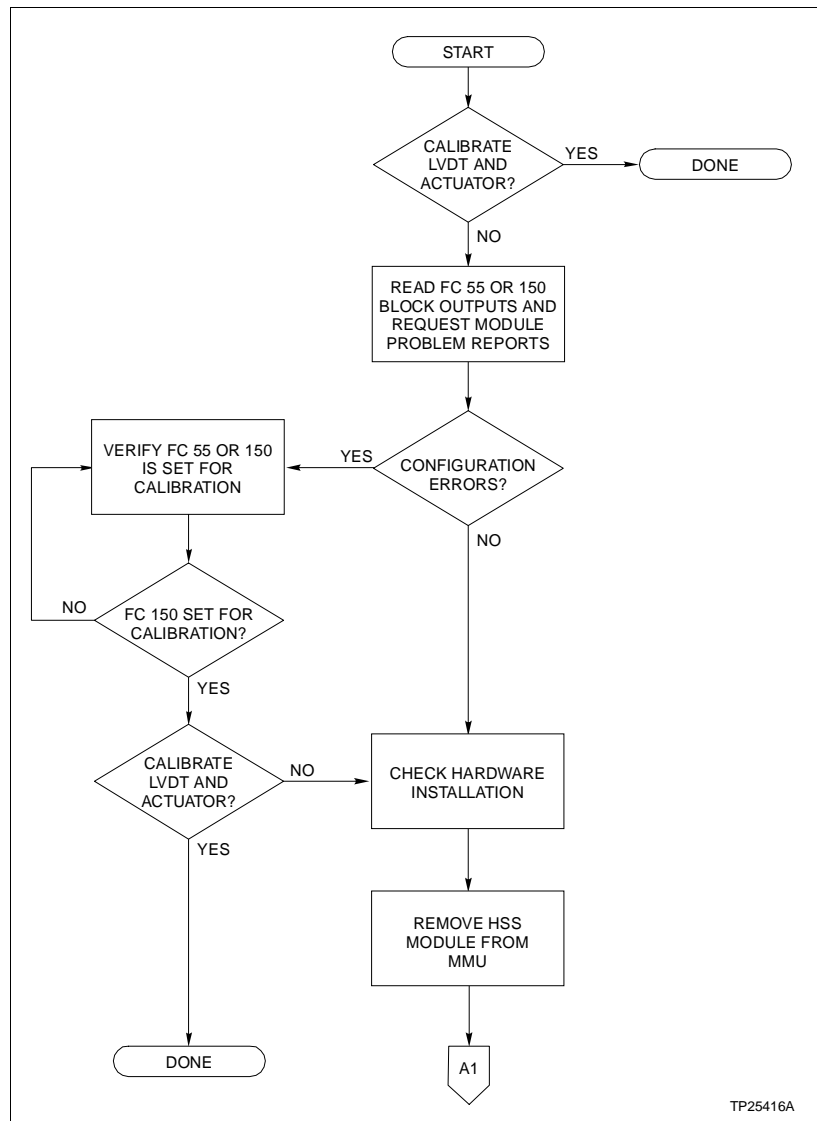 START
CALIBRATE
LVDT AND
ACTUATOR?
YES
DONE
NO
READ FC 55 OR 150
BLOCK OUTPUTS AND
REQUEST MODULE
PROBLEM REPORTS
CONFIGURATION
ERRORS?
YES
VERIFY FC 55 OR 150
IS SET FOR
CALIBRATION
NO
NO
FC 150 SET FOR
CALIBRATION?
YES
CALIBRATE
LVDT AND
ACTUATOR?
NO
CHECK HARDWARE
INSTALLATION
YES
REMOVE HSS
MODULE FROM
MMU
DONE
A1
TP25416A